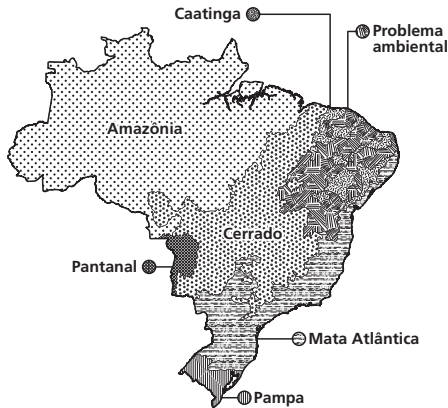 Caatinga
Problema
ambiental
Amazônia
Cerrado
Pantanal
Mata Atlântica
Pampa